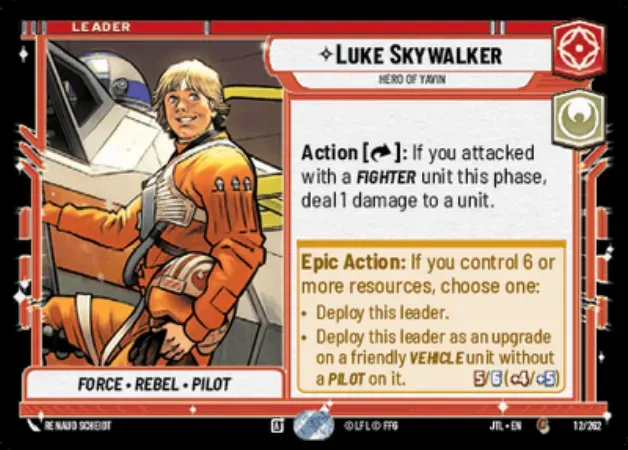 LEADER
LUKE SKYWALKER
HERO OF YAVIN
Action [ ]: If you attacked
with a FIGHTER unit this phase,
deal 1 damage to a unit.
Epic Action: If you control 6 or
more resources, choose one:
• Deploy this leader.
• Deploy this leader as an upgrade
on a friendly VEHICLE unit without
a PILOT on it. 5/6 (+4/+5)
FORCE • REBEL • PILOT
RENAUD SCHEIDT
A
© LFL © FFG
JTL • EN
12/262